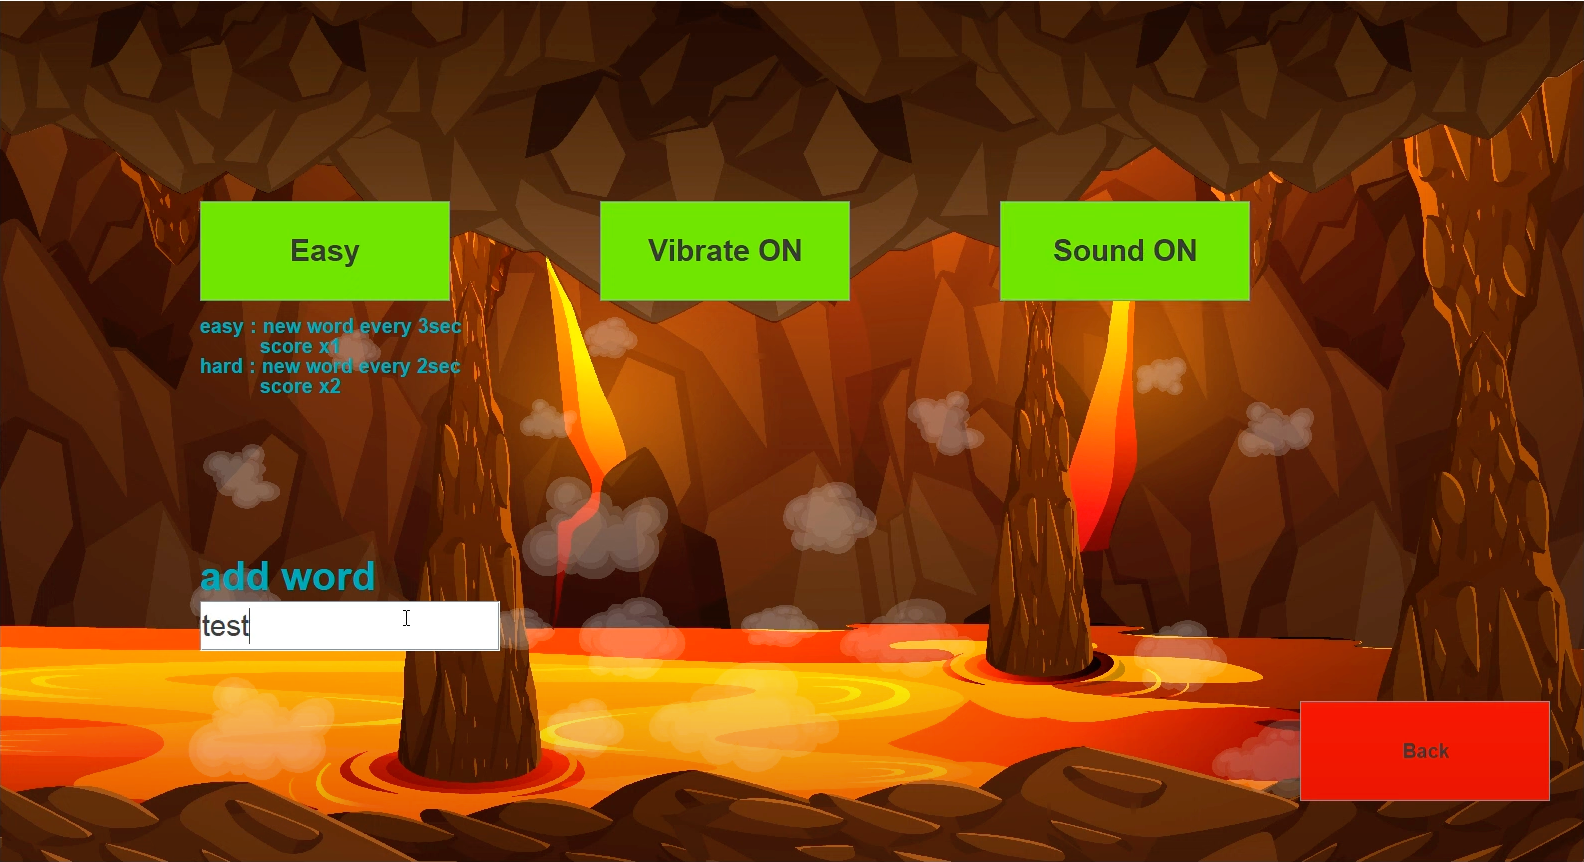 Easy
Vibrate ON
Sound ON
easy : new word every 3sec
score x1
hard : new word every 2sec
score x2
add word
test
Back